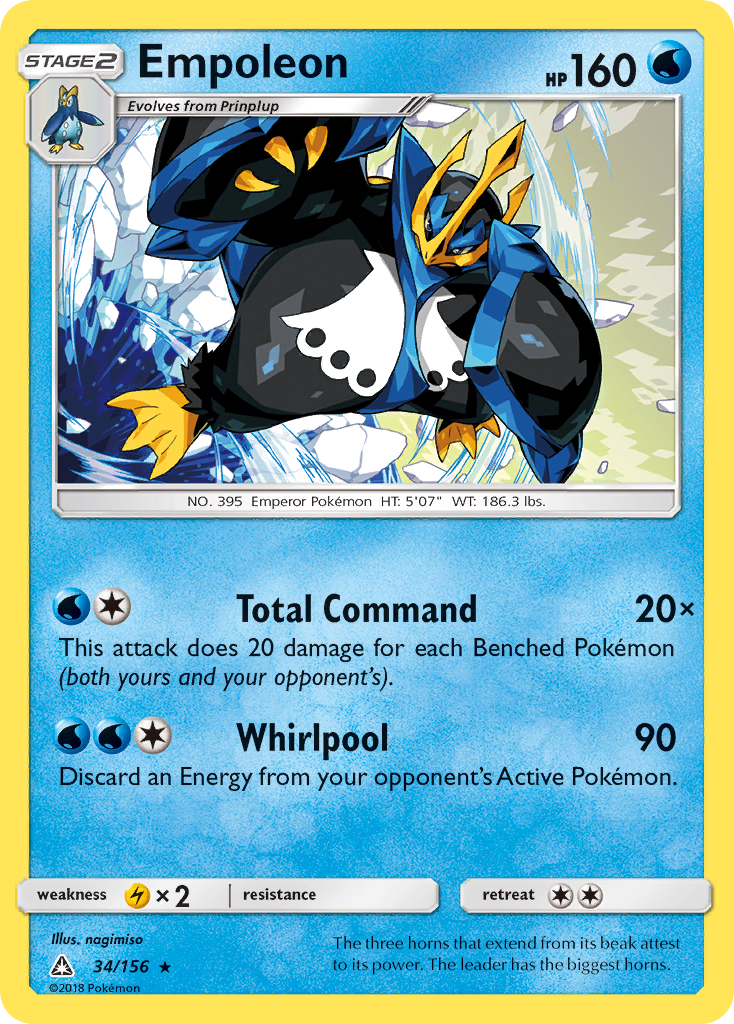 STAGE2 Empoleon HP 160
Evolves from Prinplup
NO. 395 Emperor Pokémon HT: 5'07" WT: 186.3 lbs.
Total Command 20×
This attack does 20 damage for each Benched Pokémon
(both yours and your opponent's).
Whirlpool 90
Discard an Energy from your opponent's Active Pokémon.
weakness ×2 resistance retreat
Illus. nagimiso
34/156 ★
©2018 Pokémon
The three horns that extend from its beak attest
to its power. The leader has the biggest horns.